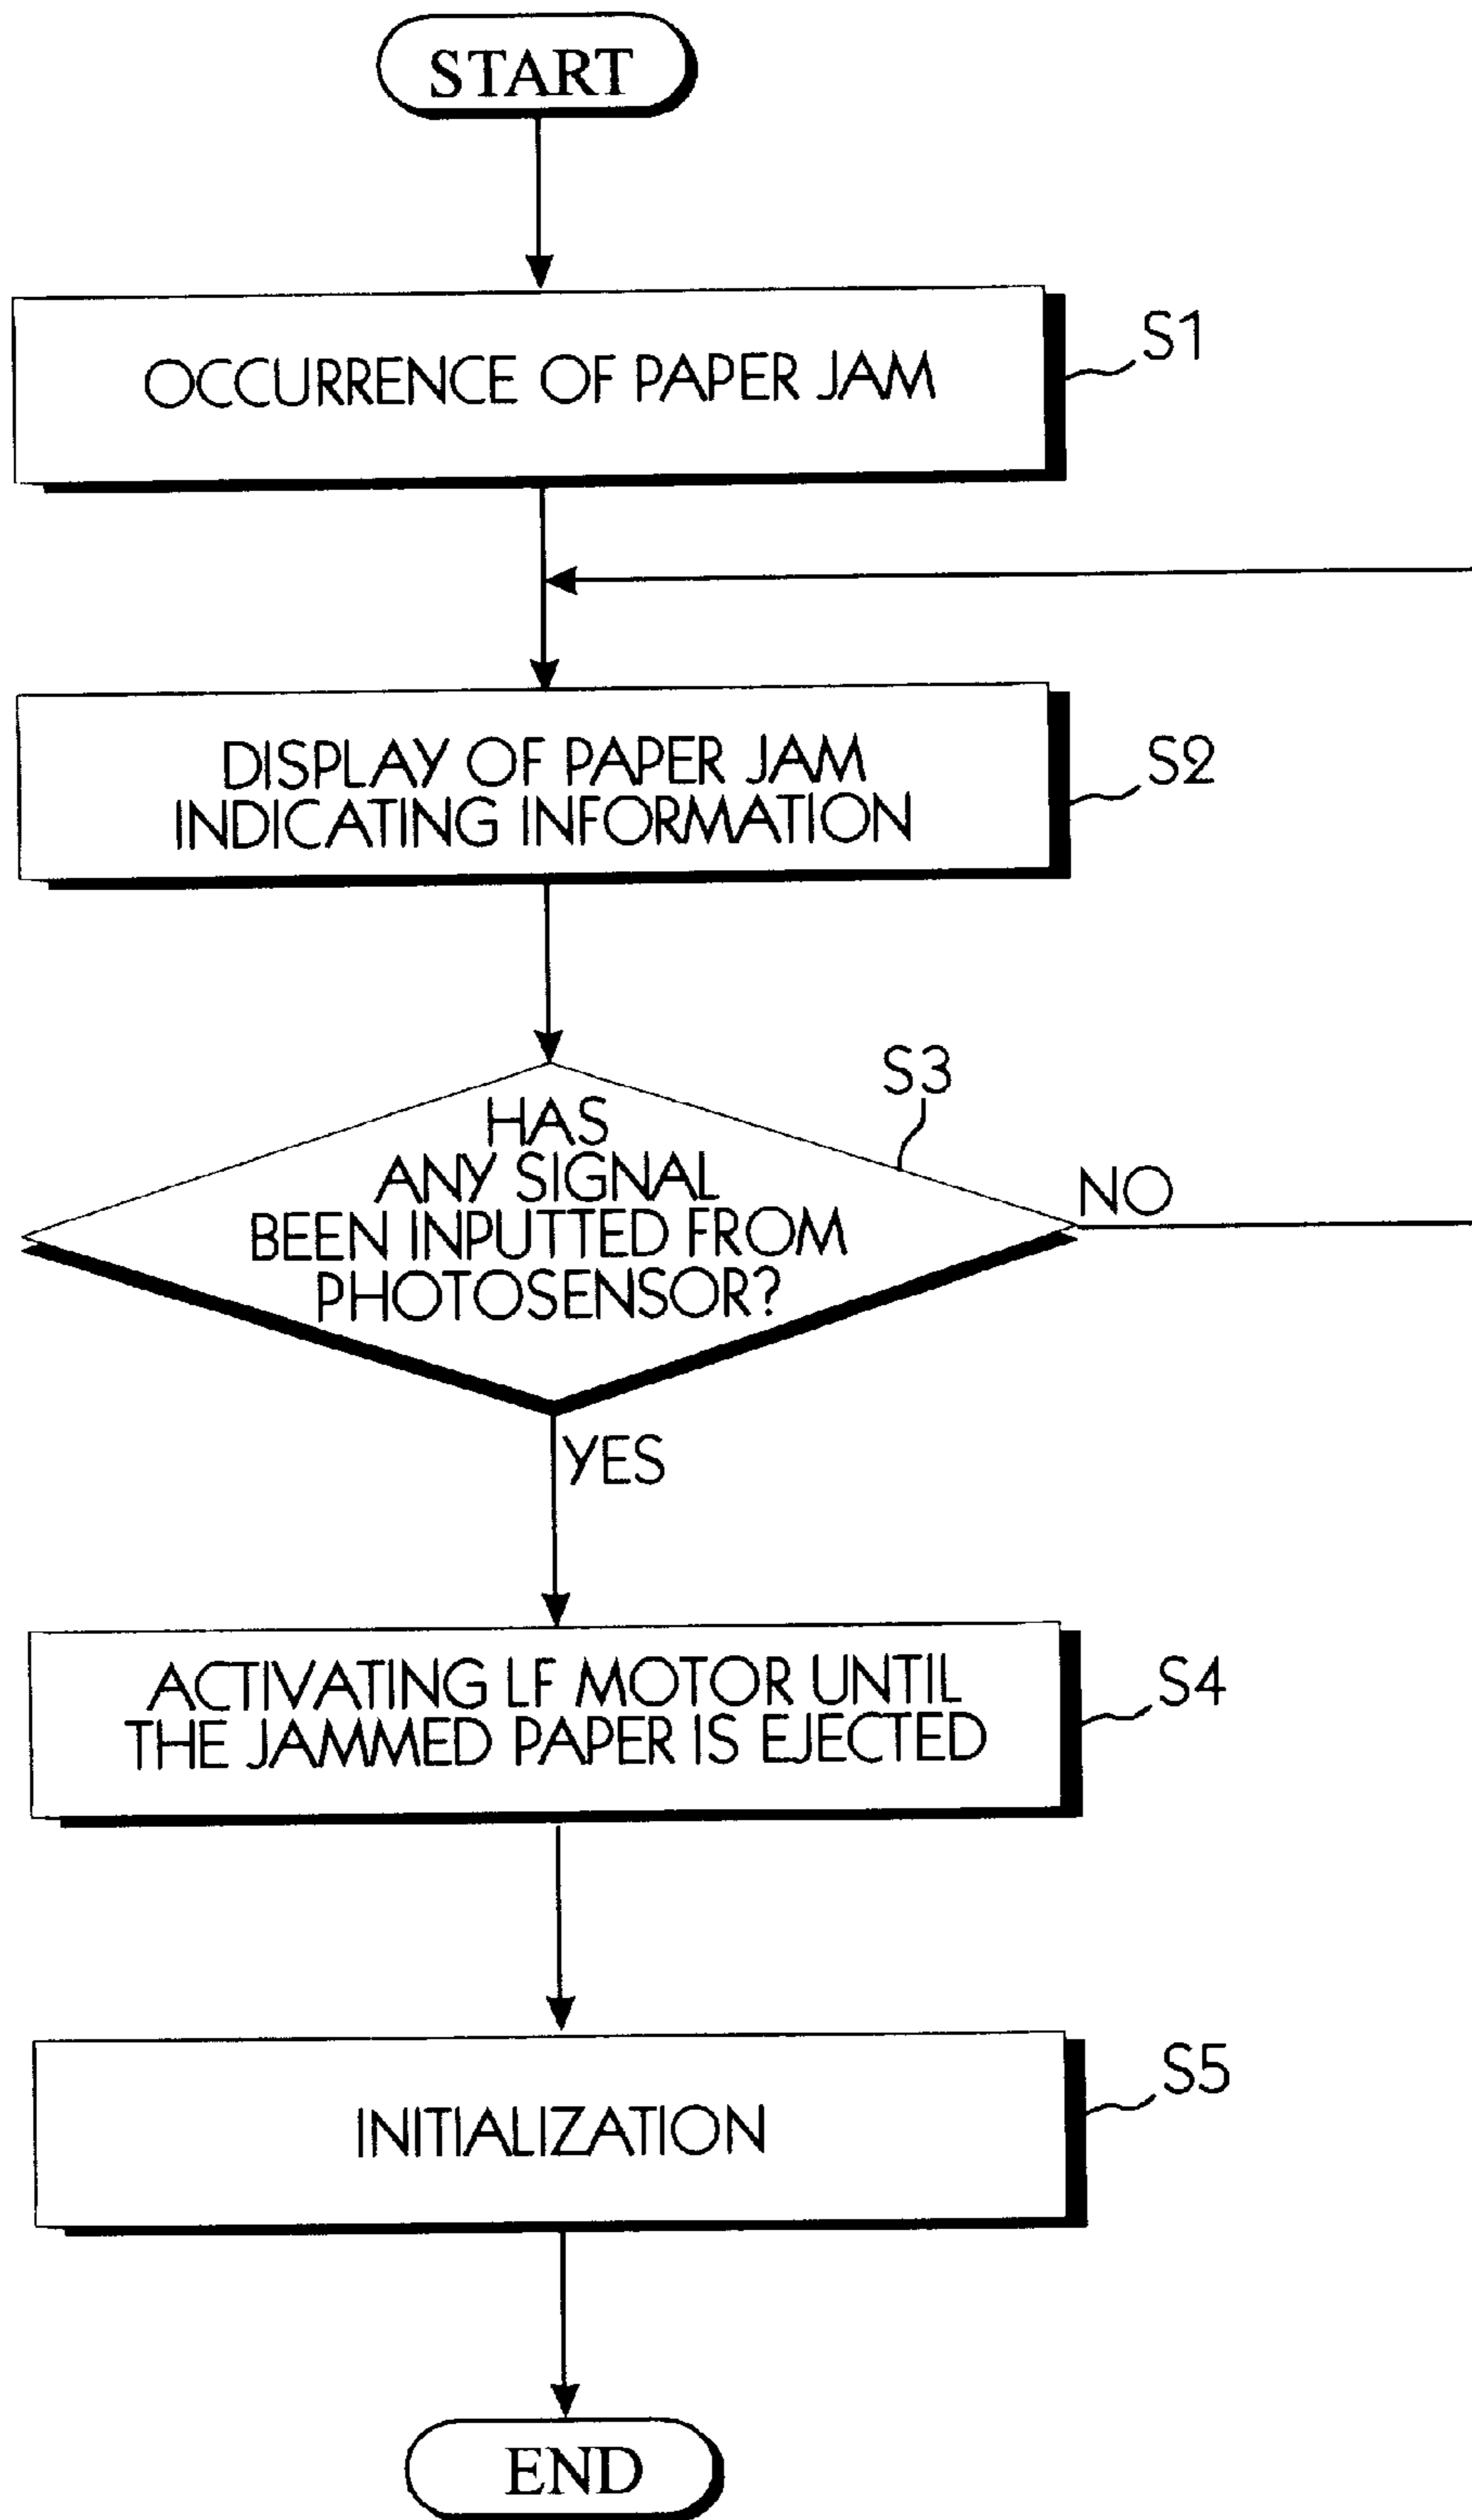 START
OCCURRENCE OF PAPER JAM
S1
DISPLAY OF PAPER JAM
INDICATING INFORMATION
S2
S3
HAS
ANY SIGNAL
BEEN INPUTTED FROM
PHOTOSENSOR?
NO
YES
ACTIVATING LF MOTOR UNTIL
THE JAMMED PAPER IS EJECTED
S4
INITIALIZATION
S5
END